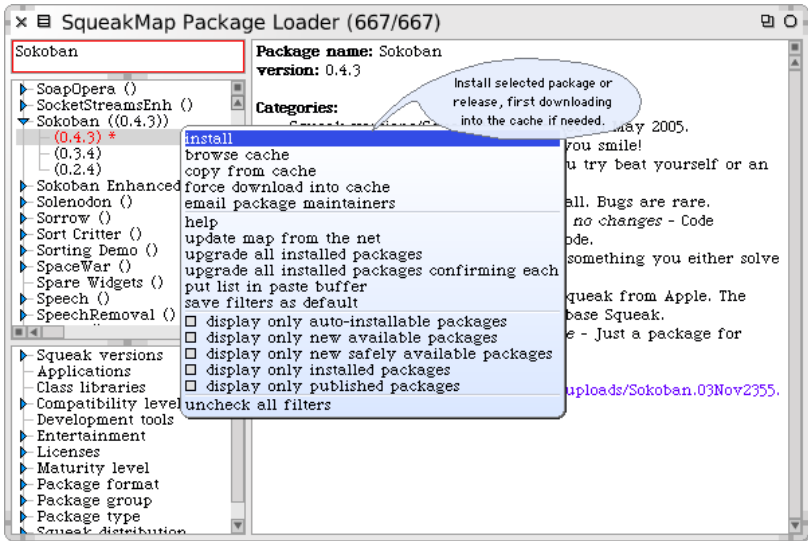 SqueakMap Package Loader (667/667)
Sokoban
SoapOpera ()
SocketStreamsEnh ()
Sokoban ((0.4.3))
(0.4.3) *
(0.3.4)
(0.2.4)
Sokoban Enhanced
Solenodon ()
Sorrow ()
Sort Critter ()
Sorting Demo ()
SpaceWar ()
Spare Widgets ()
Speech ()
SpeechRemoval ()
Squeak versions
Applications
Class libraries
Compatibility level
Development tools
Entertainment
Licenses
Maturity level
Package format
Package group
Package type
Squeak distribution
Package name: Sokoban
version: 0.4.3
Categories:
May 2005.
you smile!
u try beat yourself or an
all. Bugs are rare.
no changes - Code
ode.
something you either solve
queak from Apple. The
base Squeak.
e - Just a package for
uploads/Sokoban.03Nov2355.
Install selected package or
release, first downloading
into the cache if needed.
install
browse cache
copy from cache
force download into cache
email package maintainers
help
update map from the net
upgrade all installed packages
upgrade all installed packages confirming each
put list in paste buffer
save filters as default
display only auto-installable packages
display only new available packages
display only new safely available packages
display only installed packages
display only published packages
uncheck all filters